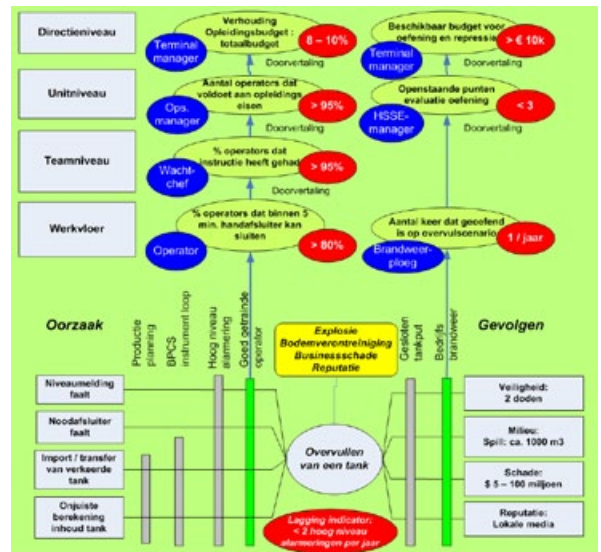 Directieniveau
Verhouding
Opleidingsbudget :
totaalbudget
8 – 10%
Terminal
manager
Doorvertaling
Beschikbaar budget voor
oefening en repressie
> € 10k
Terminal
manager
Doorvertaling
Unitniveau
Aantal operators dat
voldoet aan opleidings
eisen
> 95%
Ops.
manager
Doorvertaling
Openstaande punten
evaluatie oefening
< 3
HSSE-
manager
Doorvertaling
Teamniveau
% operators dat
instructie heeft gehad
> 95%
Wacht-
chef
Doorvertaling
Werkvloer
% operators dat binnen 5
min. handafsluiter kan
sluiten
> 80%
Operator
Aantal keer dat geoefend
is op overvulscenario
1 / jaar
Brandweer-
ploeg
Oorzaak
Productie
planning
BPCS
instrument loop
Hoog niveau
alarmering
Goed getrainde
operator
Explosie
Bodemverontreiniging
Businessschade
Reputatie
Gesloten
tankput
Bedrijfs
brandweer
Gevolgen
Niveaumelding
faalt
Noodafsluiter
faalt
Import / transfer
van verkeerde
tank
Onjuiste
berekening
inhoud tank
Overvullen
van een tank
Lagging indicator:
< 2 hoog niveau
alarmeringen per jaar
Veiligheid:
2 doden
Milieu:
Spill: ca. 1000 m3
Schade:
$ 5 – 100 miljoen
Reputatie:
Lokale media